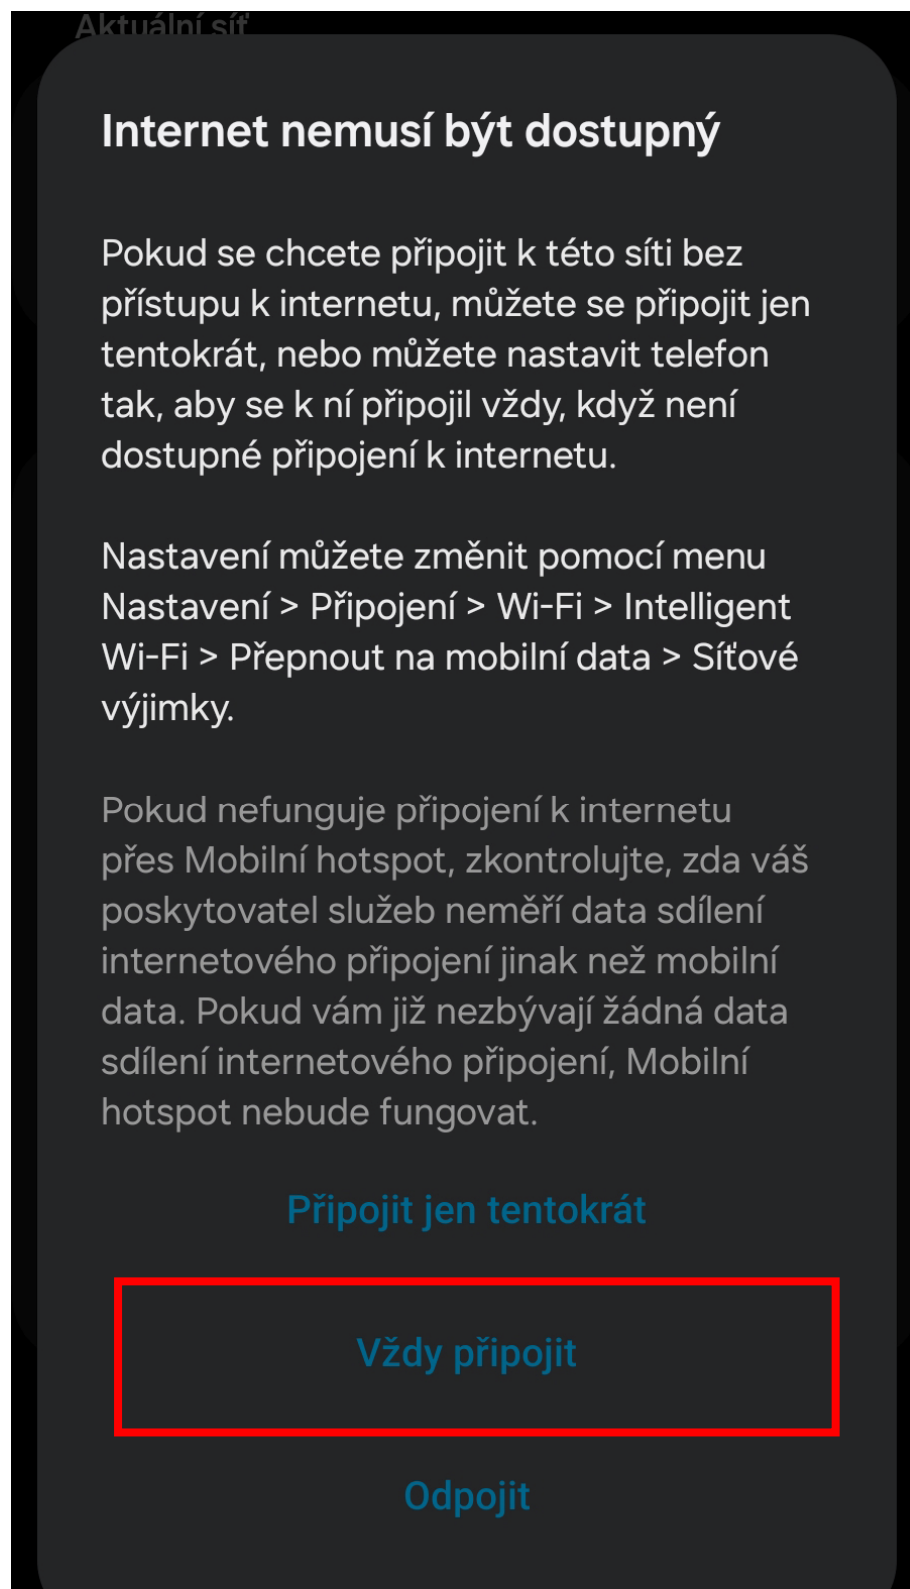 Aktuální síť
Internet nemusí být dostupný
Pokud se chcete připojit k této síti bez
přístupu k internetu, můžete se připojit jen
tentokrát, nebo můžete nastavit telefon
tak, aby se k ní připojil vždy, když není
dostupné připojení k internetu.
Nastavení můžete změnit pomocí menu
Nastavení > Připojení > Wi-Fi > Intelligent
Wi-Fi > Přepnout na mobilní data > Síťové
výjimky.
Pokud nefunguje připojení k internetu
přes Mobilní hotspot, zkontrolujte, zda váš
poskytovatel služeb neměří data sdílení
internetového připojení jinak než mobilní
data. Pokud vám již nezbývají žádná data
sdílení internetového připojení, Mobilní
hotspot nebude fungovat.
Připojit jen tentokrát
Vždy připojit
Odpojit